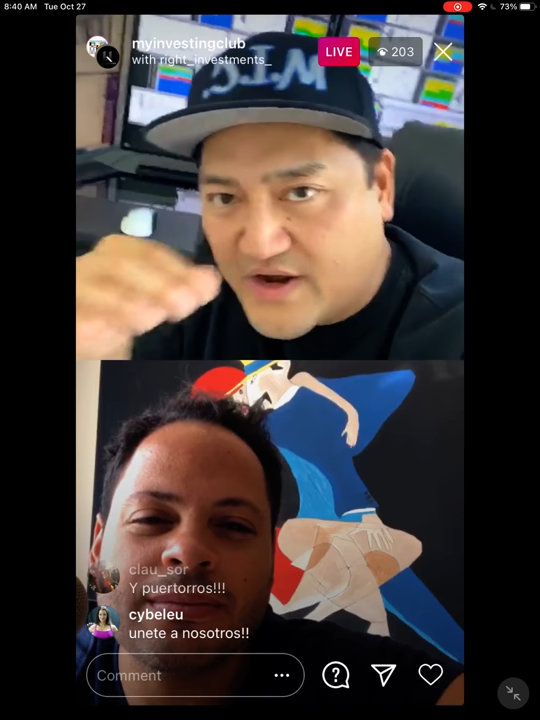 8:40 AM Tue Oct 27
73%
myinvestingclub
with right_investments_
LIVE
203
M.I.C.
clau_sor
Y puertorros!!!
cybeleu
unete a nosotros!!
Comment